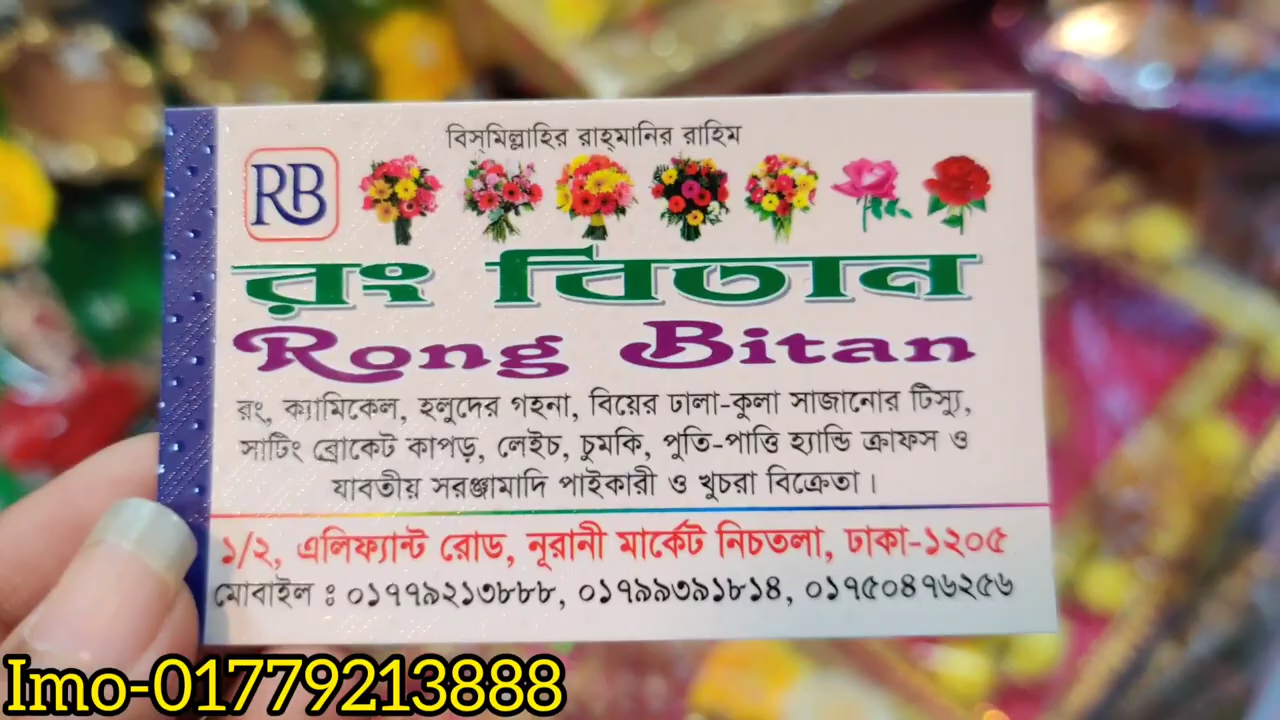 বিস্‌মিল্লাহির রাহ্‌মানির রাহিম
RB
রং বিতান
Rong Bitan
রং, ক্যামিকেল, হলুদের গহনা, বিয়ের ঢালা-কুলা সাজানোর টিস্যু,
সাটিং ব্রোকেট কাপড়, লেইচ, চুমকি, পুতি-পাত্তি হ্যান্ডি ক্রাফস ও
যাবতীয় সরঞ্জামাদি পাইকারী ও খুচরা বিক্রেতা।
১/২, এলিফ্যান্ট রোড, নূরানী মার্কেট নিচতলা, ঢাকা-১২০৫
মোবাইল : ০১৭৭৯২১৩৮৮৮, ০১৭৯৯৩৯১৮১৪, ০১৭৫০৪৭৬২৫৬
Imo-01779213888